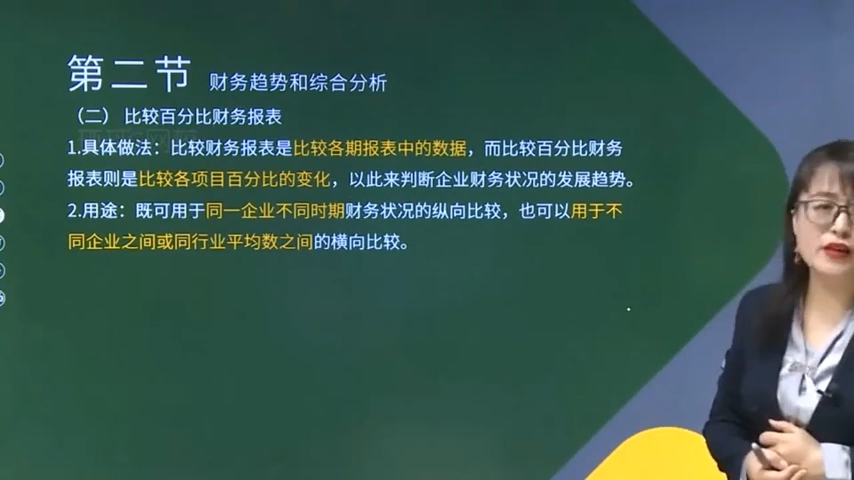 第二节 财务趋势和综合分析
（二） 比较百分比财务报表
1.具体做法：比较财务报表是比较各期报表中的数据，而比较百分比财务
报表则是比较各项目百分比的变化，以此来判断企业财务状况的发展趋势。
2.用途：既可用于同一企业不同时期财务状况的纵向比较，也可以用于不
同企业之间或同行业平均数之间的横向比较。